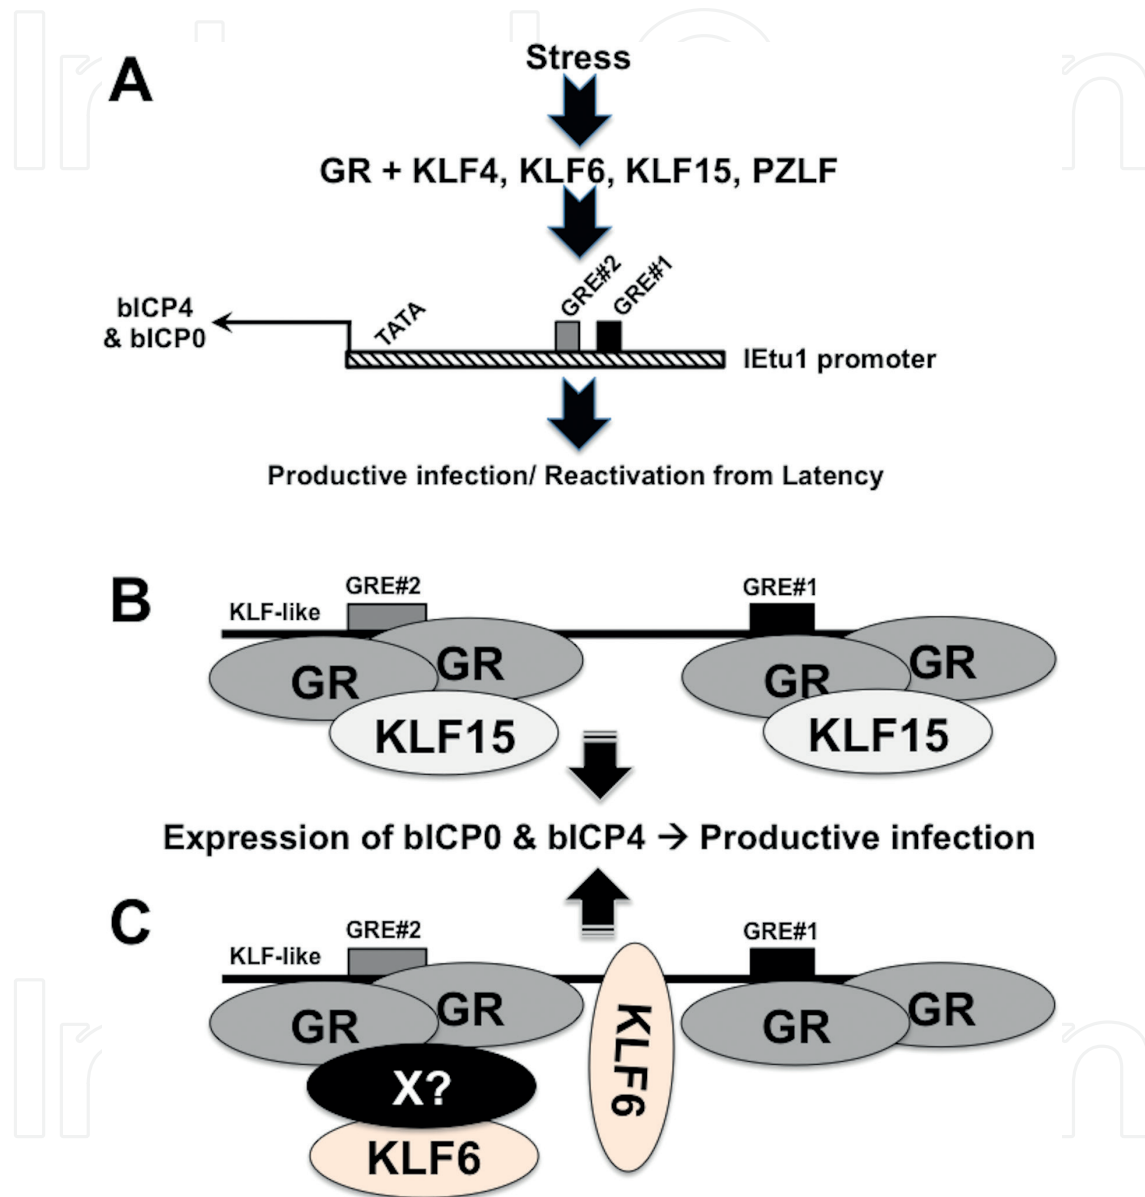 A
Stress
GR + KLF4, KLF6, KLF15, PZLF
GRE#2
GRE#1
bICP4
& bICP0
TATA
IEtu1 promoter
Productive infection/ Reactivation from Latency
B
GRE#2
GRE#1
KLF-like
GR
GR
GR
GR
KLF15
KLF15
Expression of bICP0 & bICP4 → Productive infection
C
GRE#2
GRE#1
KLF-like
GR
GR
GR
GR
KLF6
X?
KLF6